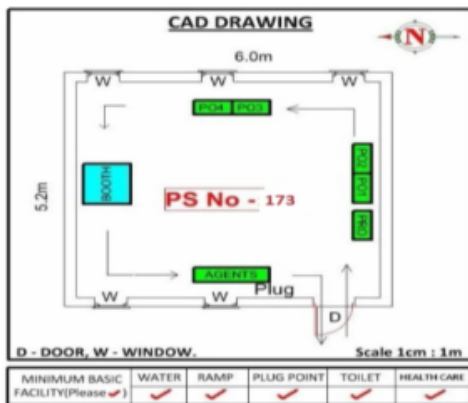 CAD DRAWING
N
6.0m
W W W
PO4 PO3
PO2
PO1
PRO
BOOTH
5.2m
PS No - 173
AGENTS
Plug
W W
D
D - DOOR, W - WINDOW. Scale 1cm : 1m
MINIMUM BASIC FACILITY(Please ✓) WATER RAMP PLUG POINT TOILET HEALTH CARE
✓ ✓ ✓ ✓ ✓